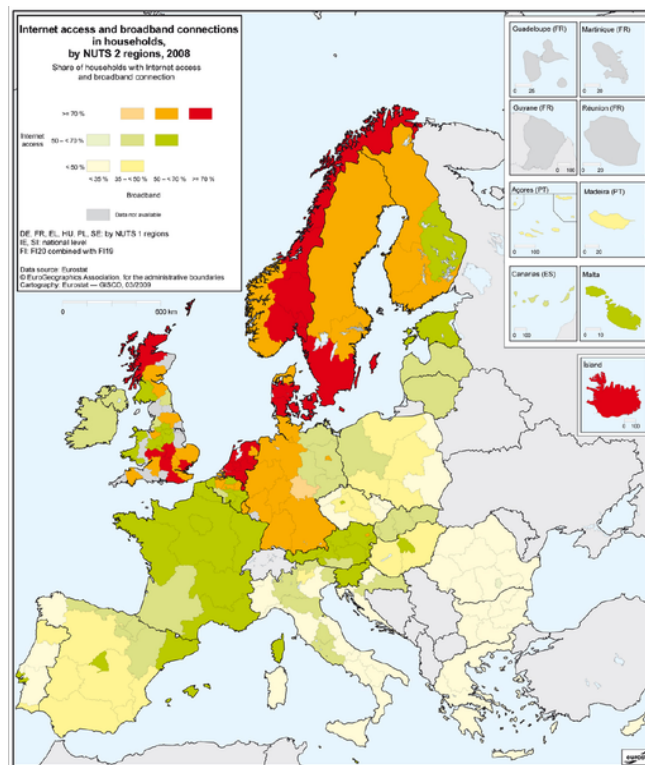 Internet access and broadband connections
in households,
by NUTS 2 regions, 2008
Share of households with Internet access
and broadband connection
>= 70 %
Internet
access
50 – < 70 %
< 50 %
< 35 %
35 – < 50 %
50 – < 70 %
>= 70 %
Broadband
Data not available
DE, FR, EL, HU, PL, SE: by NUTS 1 regions
IE, SI: national level
FI: FI20 combined with FI19
Data source: Eurostat
© EuroGeographics Association, for the administrative boundaries
Cartography: Eurostat — GISCO, 03/2009
600 km
Guadeloupe (FR)
0 25
Martinique (FR)
0 20
Guyane (FR)
0 100
Réunion (FR)
0 20
Açores (PT)
0 100
Madeira (PT)
0 20
Canarias (ES)
0 100
Malta
0 10
Ísland
0 100